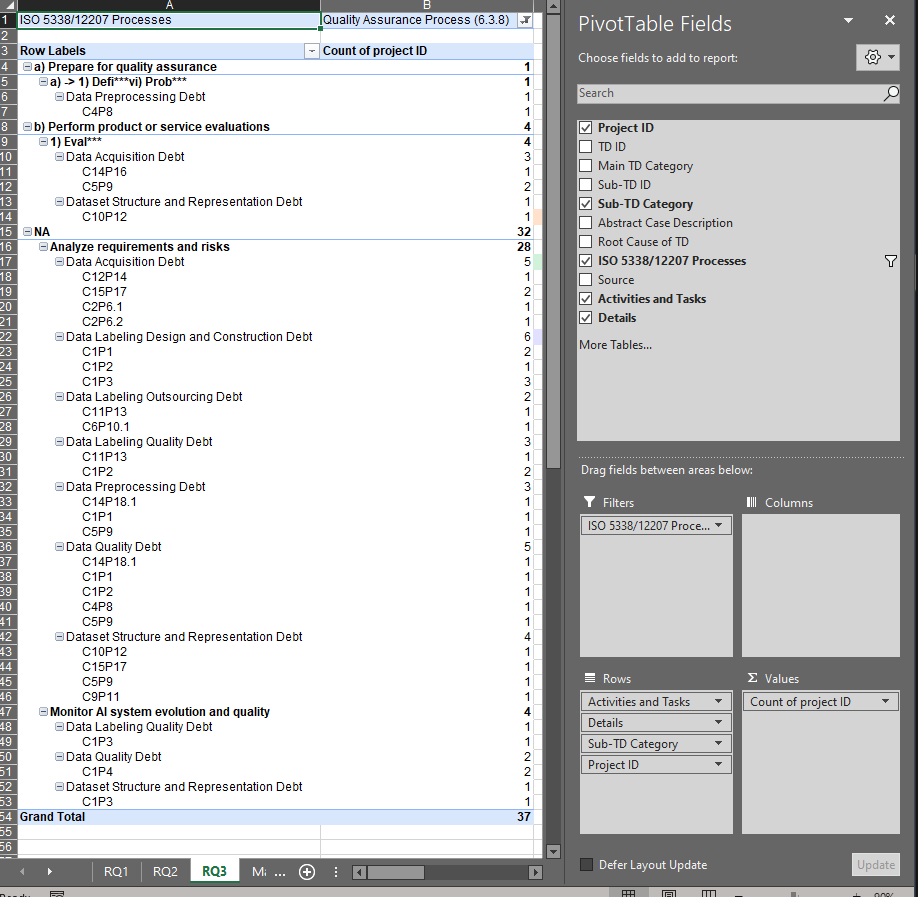 A B
1 ISO 5338/12207 Processes Quality Assurance Process (6.3.8)
2
3 Row Labels Count of project ID
4 a) Prepare for quality assurance 1
5 a) -> 1) Defi***vi) Prob*** 1
6 Data Preprocessing Debt 1
7 C4P8 1
8 b) Perform product or service evaluations 4
9 1) Eval*** 4
10 Data Acquisition Debt 3
11 C14P16 1
12 C5P9 2
13 Dataset Structure and Representation Debt 1
14 C10P12 1
15 NA 32
16 Analyze requirements and risks 28
17 Data Acquisition Debt 5
18 C12P14 1
19 C15P17 2
20 C2P6.1 1
21 C2P6.2 1
22 Data Labeling Design and Construction Debt 6
23 C1P1 2
24 C1P2 1
25 C1P3 3
26 Data Labeling Outsourcing Debt 2
27 C11P13 1
28 C6P10.1 1
29 Data Labeling Quality Debt 3
30 C11P13 1
31 C1P2 2
32 Data Preprocessing Debt 3
33 C14P18.1 1
34 C1P1 1
35 C5P9 1
36 Data Quality Debt 5
37 C14P18.1 1
38 C1P1 1
39 C1P2 1
40 C4P8 1
41 C5P9 1
42 Dataset Structure and Representation Debt 4
43 C10P12 1
44 C15P17 1
45 C5P9 1
46 C9P11 1
47 Monitor AI system evolution and quality 4
48 Data Labeling Quality Debt 1
49 C1P3 1
50 Data Quality Debt 2
51 C1P4 2
52 Dataset Structure and Representation Debt 1
53 C1P3 1
54 Grand Total 37
55
56
RQ1 RQ2 RQ3 Ma ...
PivotTable Fields
Choose fields to add to report:
Search
Project ID
TD ID
Main TD Category
Sub-TD ID
Sub-TD Category
Abstract Case Description
Root Cause of TD
ISO 5338/12207 Processes
Source
Activities and Tasks
Details
More Tables...
Drag fields between areas below:
Filters
ISO 5338/12207 Proce...
Columns
Rows
Activities and Tasks
Details
Sub-TD Category
Project ID
Σ Values
Count of project ID
Defer Layout Update
Update